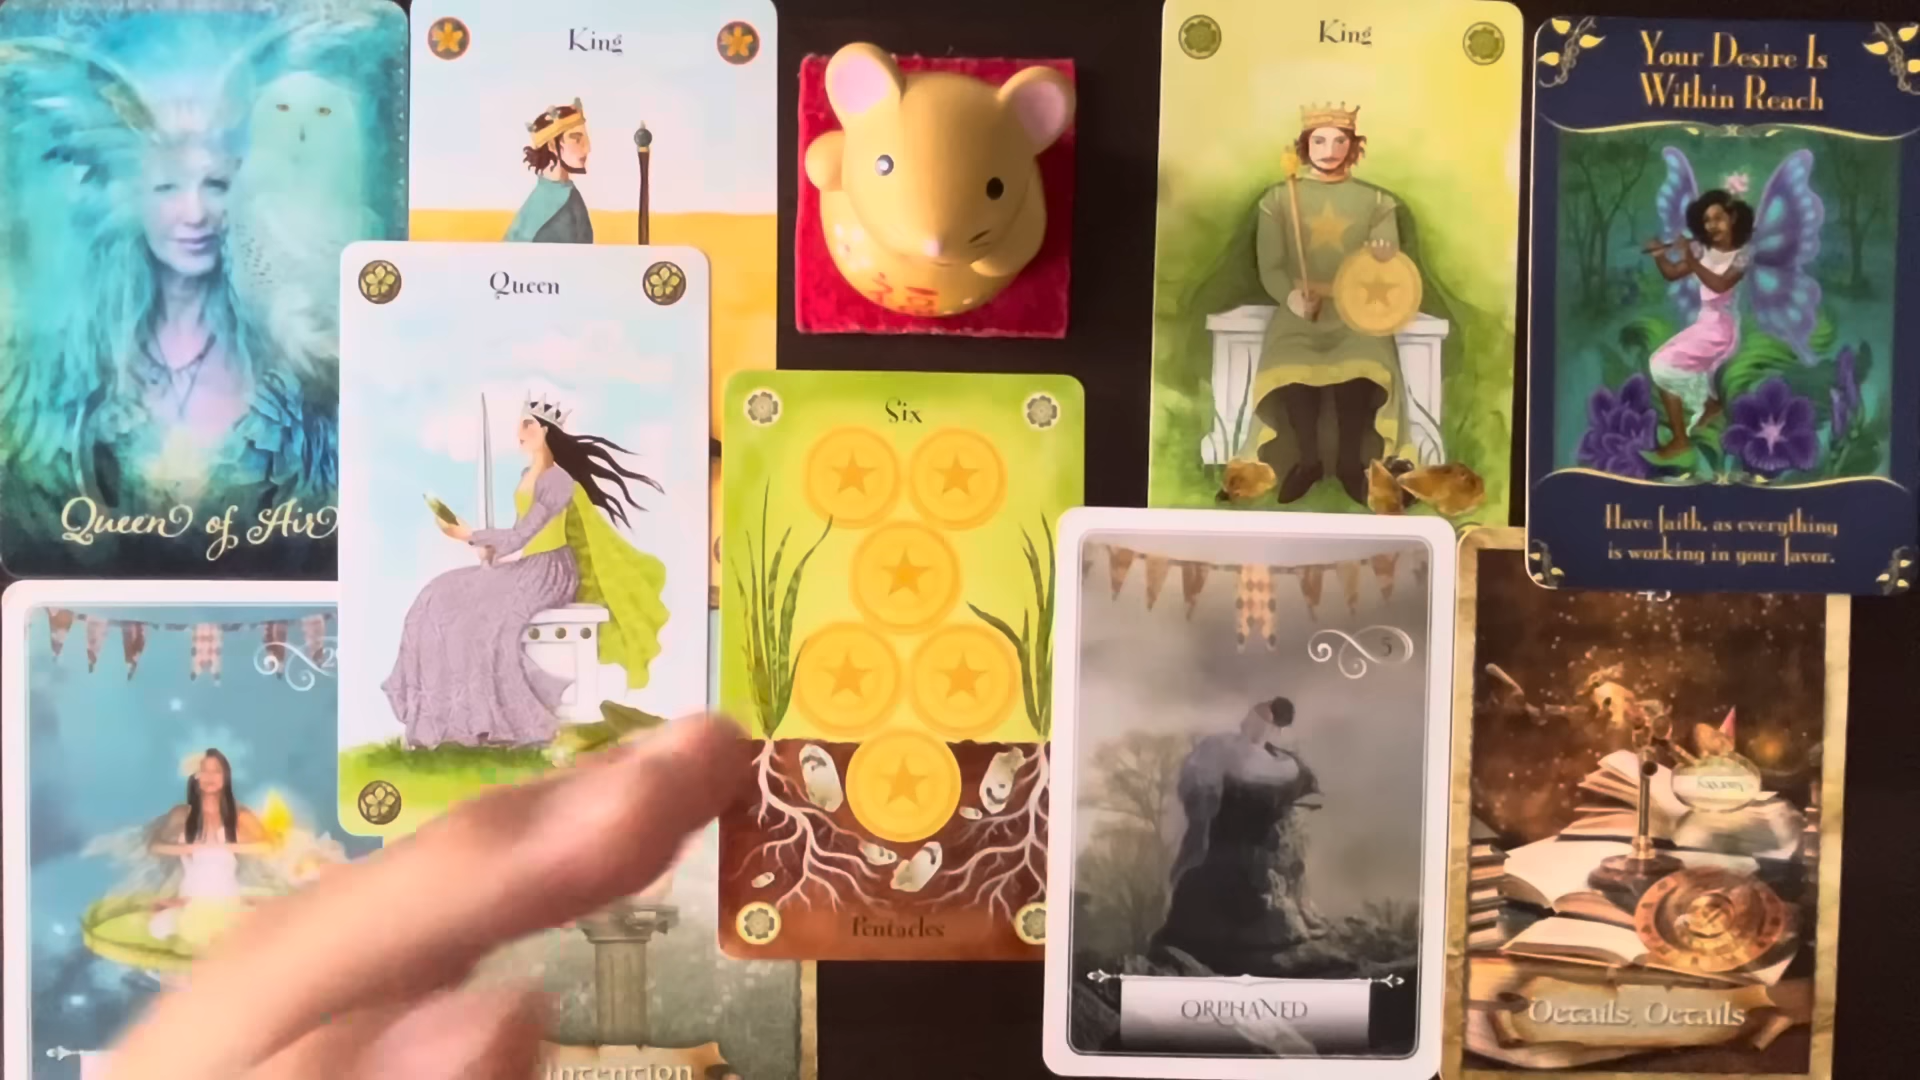 King
King
Your Desire Is
Within Reach
Queen
Six
Queen of Air
Have faith, as everything
is working in your favor.
5
Pentacles
ORPHANED
Details, Details
Intention